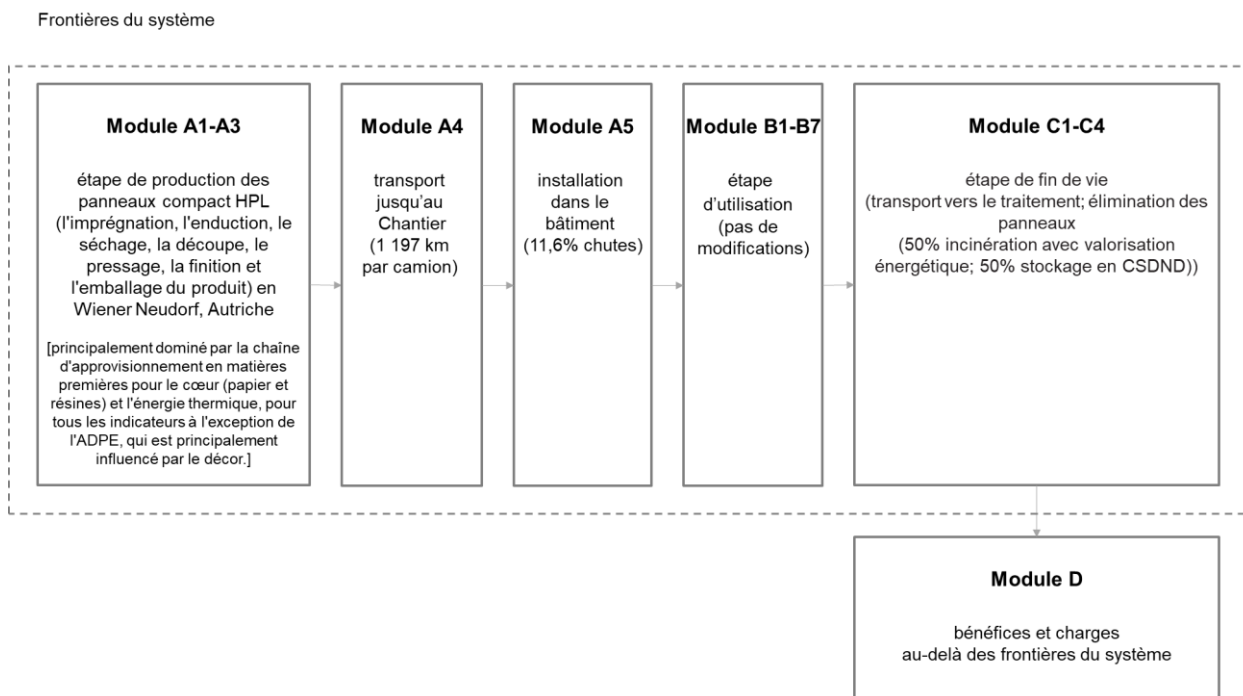 Frontières du système
Module A1-A3
étape de production des
panneaux compact HPL
(l'imprégnation, l'enduction, le
séchage, la découpe, le
pressage, la finition et
l'emballage du produit) en
Wiener Neudorf, Autriche
[principalement dominé par la chaîne
d'approvisionnement en matières
premières pour le cœur (papier et
résines) et l'énergie thermique, pour
tous les indicateurs à l'exception de
l'ADPE, qui est principalement
influencé par le décor.]
Module A4
transport
jusqu'au
Chantier
(1 197 km
par camion)
Module A5
installation
dans le
bâtiment
(11,6% chutes)
Module B1-B7
étape
d'utilisation
(pas de
modifications)
Module C1-C4
étape de fin de vie
(transport vers le traitement; élimination des
panneaux
(50% incinération avec valorisation
énergétique; 50% stockage en CSDND))
Module D
bénéfices et charges
au-delà des frontières du système